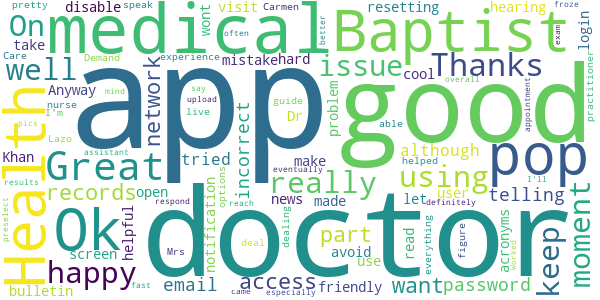 pretty
speak
disable
often
On
medical
Carmen
visit
wont
Baptist
better
resetting
hearing
froze
exam
login
practitioner
Care
Demand
experience
take
well
nurse
mind
mistake
hard
issue
Thanks
cool
Anyway
say
upload
network
I'm
pics
app
good
live
guide
Dr
problem
able
appointment
Health
Khan
Lazo
Great
tried
incorrect
make
although
overall
pop
assistant
eventually
helped
using
results
records
open
notification
options
really
user
I'll
telling
preselect
Ok
screen
helpful
respond
reach
news
made
let
definitely
doctor
deal
dealing
part
read
everything
figure
acronyms
worked
keep
moment
happy
Mrs
avoid
use
bulletin
fast
email
came
access
especially
friendly
want
password